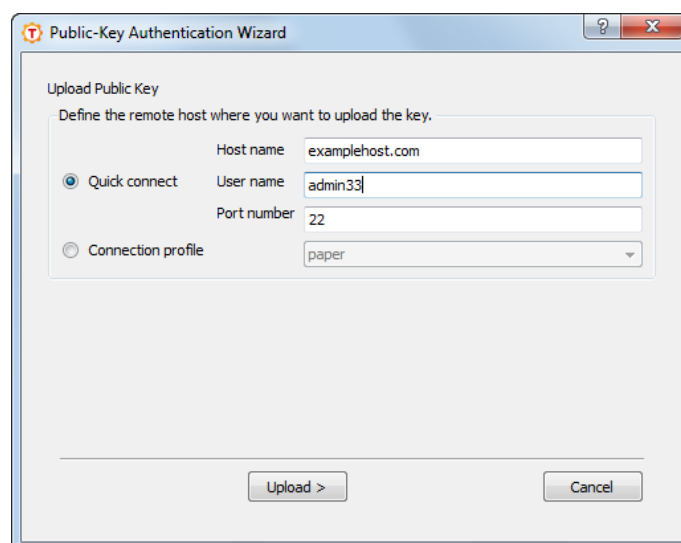 Public-Key Authentication Wizard
Upload Public Key
Define the remote host where you want to upload the key.
Host name examplehost.com
Quick connect User name admin33
Port number 22
Connection profile paper
Upload > Cancel